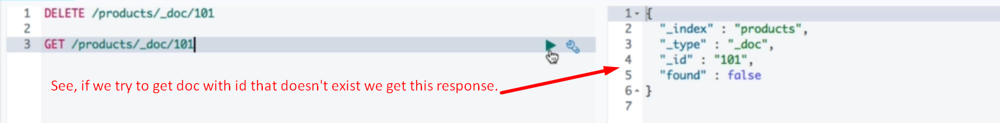 1 DELETE /products/_doc/101
2
3 GET /products/_doc/101
See, if we try to get doc with id that doesn't exist we get this response.
1 {
2 "_index" : "products",
3 "_type" : "_doc",
4 "_id" : "101",
5 "found" : false
6 }
7